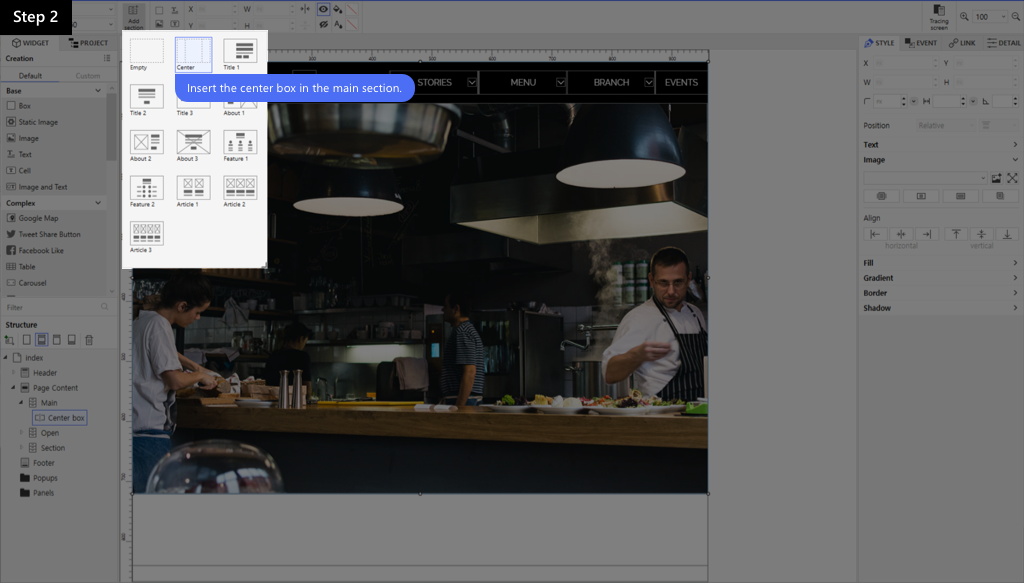 Step 2
Add section
X
W
Y
H
100
Tracing screen
WIDGET
PROJECT
STYLE
EVENT
LINK
DETAIL
Creation
Default
Custom
Base
Box
Static Image
Image
Text
Cell
Image and Text
Complex
Google Map
Tweet Share Button
Facebook Like
Table
Carousel
Filter
Structure
index
Header
Page Content
Main
Center box
Open
Section
Footer
Popups
Panels
Empty
Center
Title 1
Insert the center box in the main section.
Title 2
Title 3
About 1
About 2
About 3
Feature 1
Feature 2
Article 1
Article 2
Article 3
STORIES
MENU
BRANCH
EVENTS
X
Y
W
H
Position
Relative
Text
Image
Align
horizontal
vertical
Fill
Gradient
Border
Shadow